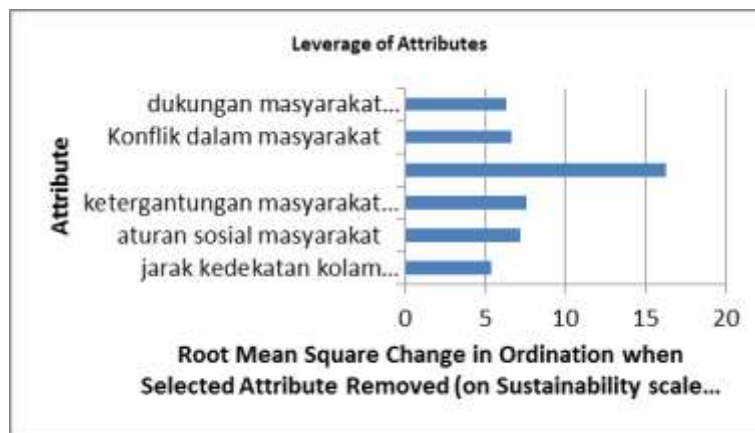 Leverage of Attributes
Attribute
dukungan masyarakat...
Konflik dalam masyarakat
ketergantungan masyarakat...
aturan sosial masyarakat
jarak kedekatan kolam...
0 5 10 15 20
Root Mean Square Change in Ordination when
Selected Attribute Removed (on Sustainability scale...